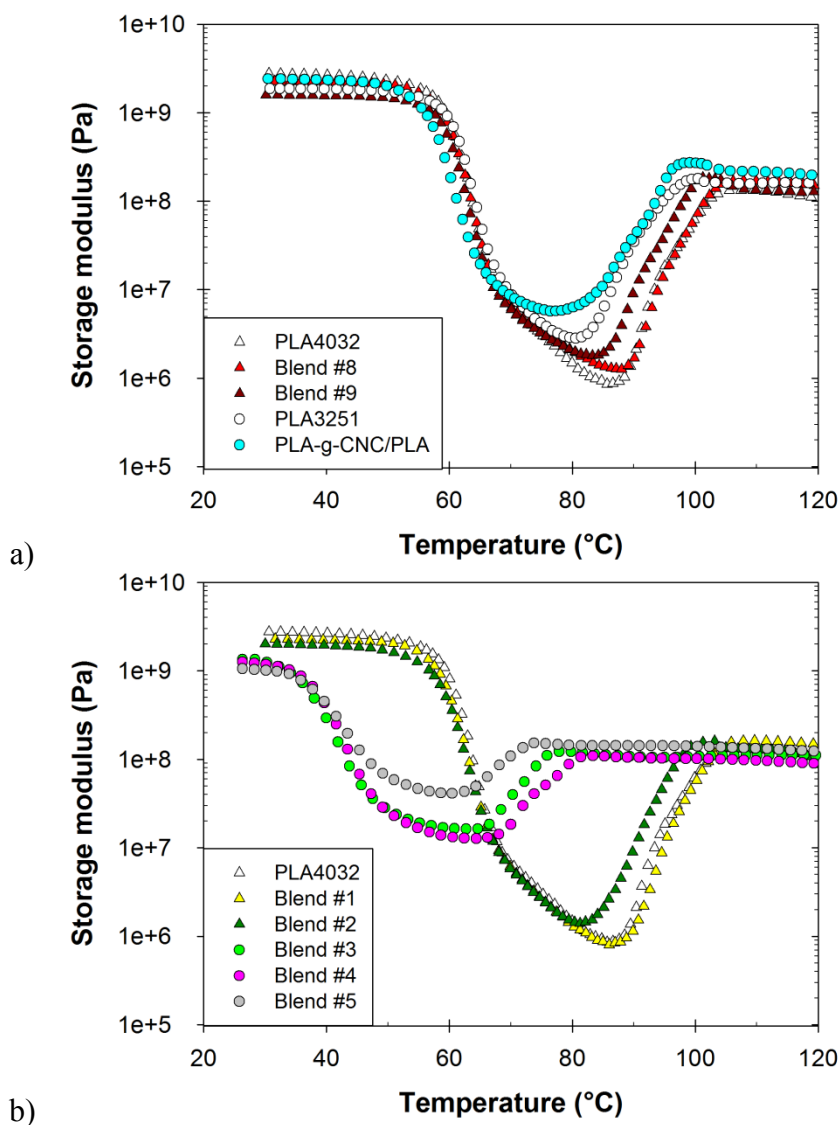 1e+10
1e+9
1e+8
1e+7
1e+6
1e+5
Storage modulus (Pa)
PLA4032
Blend #8
Blend #9
PLA3251
PLA-g-CNC/PLA
20
40
60
80
100
120
Temperature (°C)
a)
1e+10
1e+9
1e+8
1e+7
1e+6
1e+5
Storage modulus (Pa)
PLA4032
Blend #1
Blend #2
Blend #3
Blend #4
Blend #5
20
40
60
80
100
120
Temperature (°C)
b)